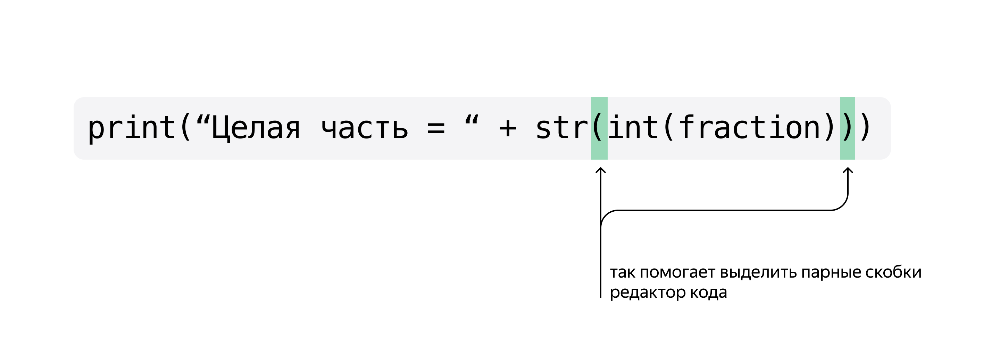 print(“Целая часть = “ + str(int(fraction)))
так помогает выделить парные скобки
редактор кода